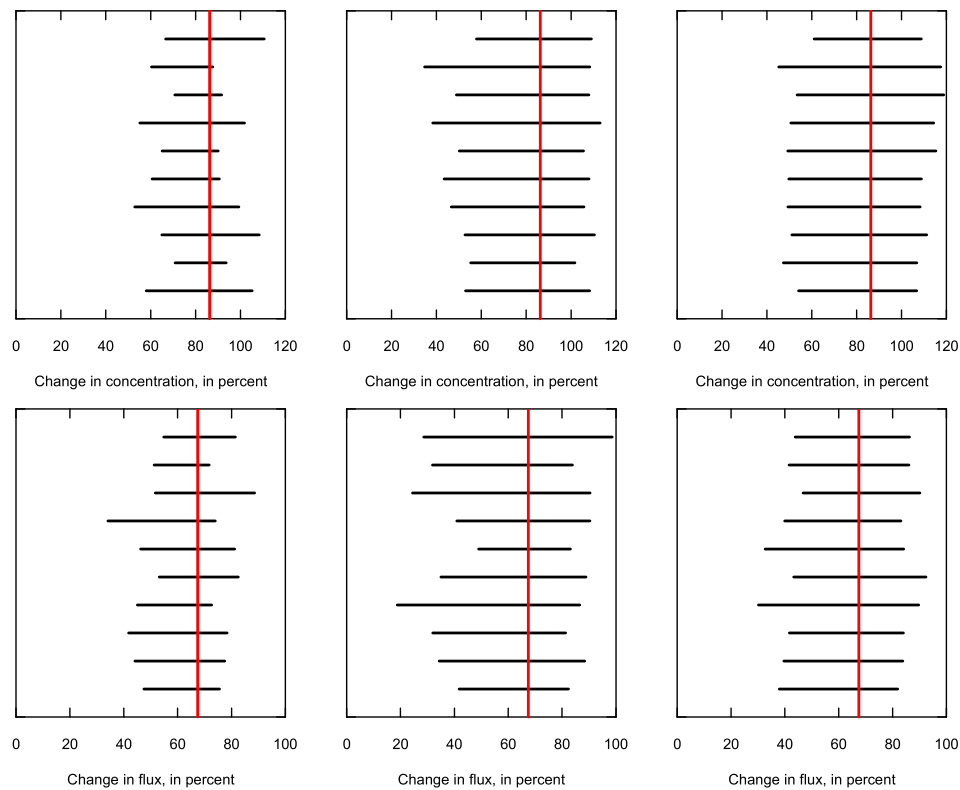 0 20 40 60 80 100 120 0 20 40 60 80 100 120 0 20 40 60 80 100 120
Change in concentration, in percent Change in concentration, in percent Change in concentration, in percent
0 20 40 60 80 100 0 20 40 60 80 100 0 20 40 60 80 100
Change in flux, in percent Change in flux, in percent Change in flux, in percent